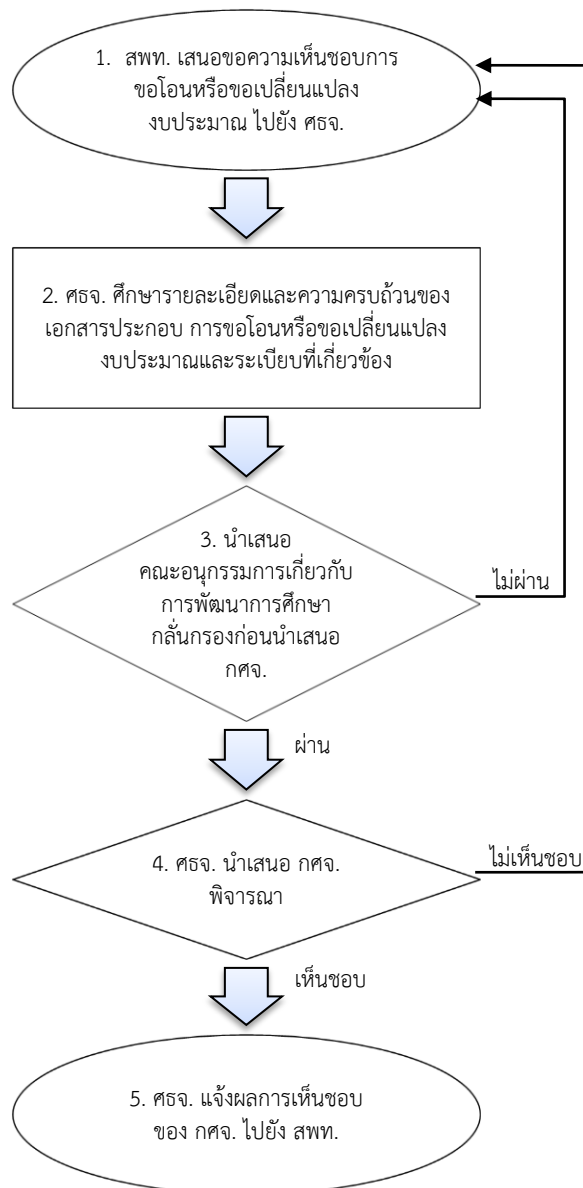 1. สพท. เสนอขอความเห็นชอบการ
ขอโอนหรือขอเปลี่ยนแปลง
งบประมาณ ไปยัง ศธจ.
2. ศธจ. ศึกษารายละเอียดและความครบถ้วนของ
เอกสารประกอบ การขอโอนหรือขอเปลี่ยนแปลง
งบประมาณและระเบียบที่เกี่ยวข้อง
3. นำเสนอ
คณะอนุกรรมการเกี่ยวกับ
การพัฒนาการศึกษา
กลั่นกรองก่อนนำเสนอ
กศจ.
ไม่ผ่าน
ผ่าน
4. ศธจ. นำเสนอ กศจ.
พิจารณา
ไม่เห็นชอบ
เห็นชอบ
5. ศธจ. แจ้งผลการเห็นชอบ
ของ กศจ. ไปยัง สพท.